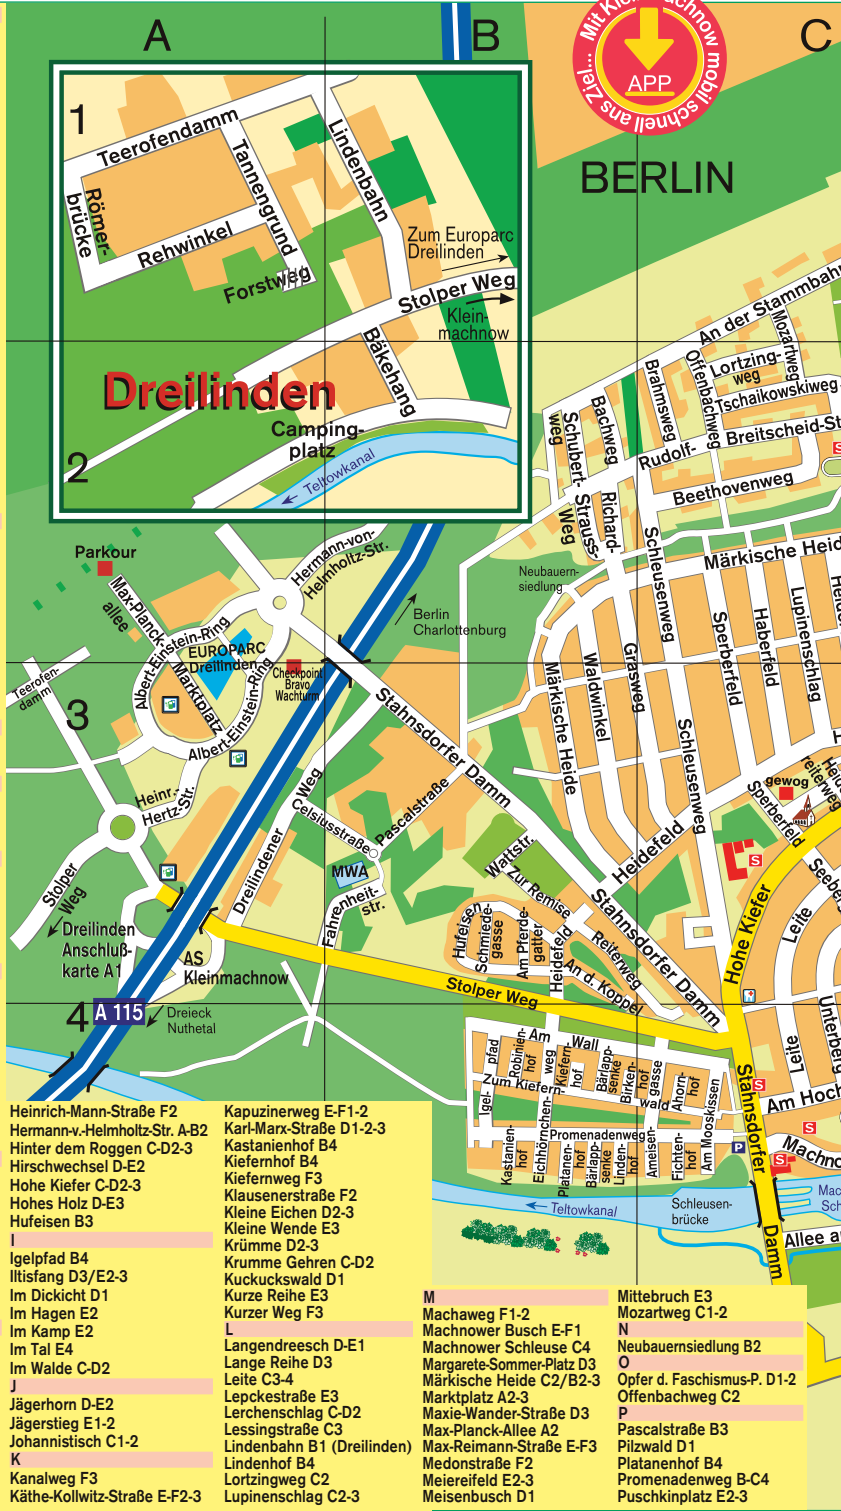 A
B
C
Mit Kleinmachnow mobil schnell ans Ziel...
APP
BERLIN
1
Teerofendamm
Lindenbahn
Tannengrund
Römer-
brücke
Rehwinkel
Forstweg
Zum Europarc
Dreilinden
Stolper Weg
Klein-
machnow
Bäkehang
Dreilinden
Camping-
platz
2
Teltowkanal
An der Stammbahn
Mozartweg
Offenbachweg
Lortzing-
weg
Tschaikowskiweg
Brahmsweg
Bachweg
Schubert-
weg
Rudolf-
Breitscheid-St
Beethovenweg
Richard-
Strauss-
Weg
Schleusenweg
Märkische Heid
Parkour
Hermann-von-
Helmholtz-Str.
Neubauern-
siedlung
Max-Planck-
allee
Berlin
Charlottenburg
Albert-Einstein-Ring
EUROPARC
Dreilinden
Marktplatz
Albert-Einstein-Ring
Checkpoint
Bravo
Wachturm
Teerofen-
damm
3
Albert-Einstein-Ring
Heinr.-
Hertz-Str.
Stahnsdorfer Damm
Märkische Heide
Waldwinkel
Grasweg
Sperberfeld
Haberfeld
Lupinenschlag
Schleusenweg
gewog
Sperberfeld
reiterweg
Weg
Dreilindener
Celsiusstraße
Pascalstraße
Wattstr.
Zur Remise
Heidefeld
MWA
Fahrenheit-
str.
Stolper
Weg
Dreilinden
Anschluß-
karte A1
AS
Kleinmachnow
Hufeisen
Schmiede-
gasse
Am Pferde-
gatter
Heidefeld
Stahnsdorfer Damm
Reiterweg
An d. Koppel
Hohe Kiefer
Seeberg
Leite
Unterberg
Leite
Stolper Weg
4
A 115
Dreieck
Nuthetal
Am Wall
Igel-
pfad
Robinien-
hof
Eichhörnchen-
weg
Kiefern-
hof
Bärlapp-
senke
Birken-
hof
Ameisen-
gasse
Ahorn-
hof
Am Mooskissen
Zum Kiefern-
wald
Promenadenweg
Kastanien-
hof
Platanen-
hof
Bärlapp-
senke
Linden-
hof
Fichten-
hof
Stahnsdorfer
Damm
Am Hoch
Machno
P
S
S
S
S
S
Teltowkanal
Schleusen-
brücke
Mac
Sch
Allee a
Heinrich-Mann-Straße F2
Hermann-v.-Helmholtz-Str. A-B2
Hinter dem Roggen C-D2-3
Hirschwechsel D-E2
Hohe Kiefer C-D2-3
Hohes Holz D-E3
Hufeisen B3
I
Igelpfad B4
Iltisfang D3/E2-3
Im Dickicht D1
Im Hagen E2
Im Kamp E2
Im Tal E4
Im Walde C-D2
J
Jägerhorn D-E2
Jägerstieg E1-2
Johannistisch C1-2
K
Kanalweg F3
Käthe-Kollwitz-Straße E-F2-3
Kapuzinerweg E-F1-2
Karl-Marx-Straße D1-2-3
Kastanienhof B4
Kiefernhof B4
Kiefernweg F3
Klausenerstraße F2
Kleine Eichen D2-3
Kleine Wende E3
Krümme D2-3
Krumme Gehren C-D2
Kuckuckswald D1
Kurze Reihe E3
Kurzer Weg F3
L
Langendreesch D-E1
Lange Reihe D3
Leite C3-4
Lepckestraße E3
Lerchenschlag C-D2
Lessingstraße C3
Lindenbahn B1 (Dreilinden)
Lindenhof B4
Lortzingweg C2
Lupinenschlag C2-3
M
Machaweg F1-2
Machnower Busch E-F1
Machnower Schleuse C4
Margarete-Sommer-Platz D3
Märkische Heide C2/B2-3
Marktplatz A2-3
Maxie-Wander-Straße D3
Max-Planck-Allee A2
Max-Reimann-Straße E-F3
Medonstraße F2
Meiereifeld E2-3
Meisenbusch D1
Mittebruch E3
Mozartweg C1-2
N
Neubauernsiedlung B2
O
Opfer d. Faschismus-P. D1-2
Offenbachweg C2
P
Pascalstraße B3
Pilzwald D1
Platanenhof B4
Promenadenweg B-C4
Puschkinplatz E2-3